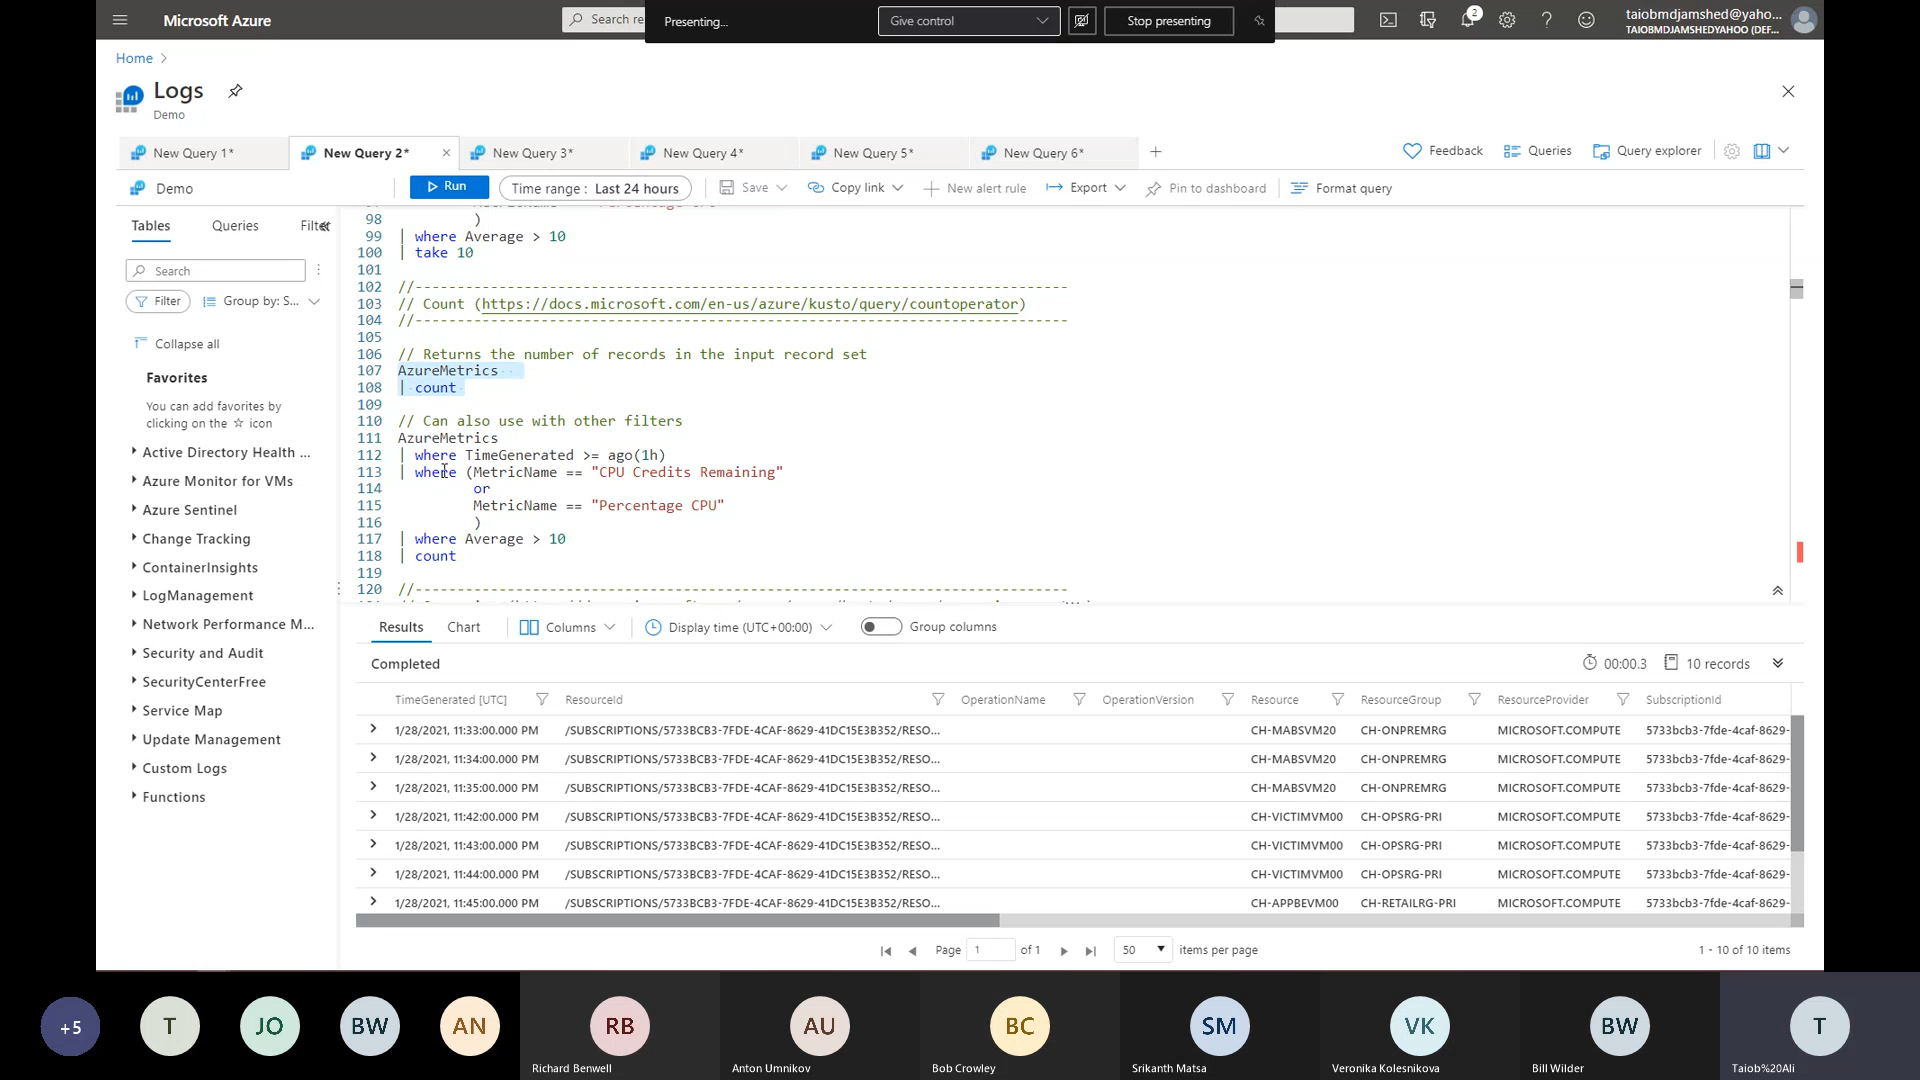 Microsoft Azure
Search re
Presenting...
Give control
Stop presenting
2
taiobmdjamshed@yaho...
TAIOBMDJAMSHEDYAHOO (DEF...
Home
Logs
Demo
New Query 1*
New Query 2*
New Query 3*
New Query 4*
New Query 5*
New Query 6*
Feedback
Queries
Query explorer
Demo
Run
Time range : Last 24 hours
Save
Copy link
New alert rule
Export
Pin to dashboard
Format query
Tables
Queries
Filter
Search
Filter
Group by: S...
Collapse all
Favorites
You can add favorites by
clicking on the ☆ icon
Active Directory Health ...
Azure Monitor for VMs
Azure Sentinel
Change Tracking
ContainerInsights
LogManagement
Network Performance M...
Security and Audit
SecurityCenterFree
Service Map
Update Management
Custom Logs
Functions
98 )
99 | where Average > 10
100 | take 10
101
102 //------------------------------------------------------------------------------
103 // Count (https://docs.microsoft.com/en-us/azure/kusto/query/countoperator)
104 //------------------------------------------------------------------------------
105
106 // Returns the number of records in the input record set
107 AzureMetrics
108 | count
109
110 // Can also use with other filters
111 AzureMetrics
112 | where TimeGenerated >= ago(1h)
113 | where (MetricName == "CPU Credits Remaining"
114 or
115 MetricName == "Percentage CPU"
116 )
117 | where Average > 10
118 | count
119
120 //------------------------------------------------------------------------------
Results
Chart
Columns
Display time (UTC+00:00)
Group columns
Completed
00:00.3
10 records
TimeGenerated [UTC] ResourceId OperationName OperationVersion Resource ResourceGroup ResourceProvider SubscriptionId
1/28/2021, 11:33:00.000 PM /SUBSCRIPTIONS/5733BCB3-7FDE-4CAF-8629-41DC15E3B352/RESO... CH-MABSVM20 CH-ONPREMRG MICROSOFT.COMPUTE 5733bcb3-7fde-4caf-8629-
1/28/2021, 11:34:00.000 PM /SUBSCRIPTIONS/5733BCB3-7FDE-4CAF-8629-41DC15E3B352/RESO... CH-MABSVM20 CH-ONPREMRG MICROSOFT.COMPUTE 5733bcb3-7fde-4caf-8629-
1/28/2021, 11:35:00.000 PM /SUBSCRIPTIONS/5733BCB3-7FDE-4CAF-8629-41DC15E3B352/RESO... CH-MABSVM20 CH-ONPREMRG MICROSOFT.COMPUTE 5733bcb3-7fde-4caf-8629-
1/28/2021, 11:42:00.000 PM /SUBSCRIPTIONS/5733BCB3-7FDE-4CAF-8629-41DC15E3B352/RESO... CH-VICTIMVM00 CH-OPSRG-PRI MICROSOFT.COMPUTE 5733bcb3-7fde-4caf-8629-
1/28/2021, 11:43:00.000 PM /SUBSCRIPTIONS/5733BCB3-7FDE-4CAF-8629-41DC15E3B352/RESO... CH-VICTIMVM00 CH-OPSRG-PRI MICROSOFT.COMPUTE 5733bcb3-7fde-4caf-8629-
1/28/2021, 11:44:00.000 PM /SUBSCRIPTIONS/5733BCB3-7FDE-4CAF-8629-41DC15E3B352/RESO... CH-VICTIMVM00 CH-OPSRG-PRI MICROSOFT.COMPUTE 5733bcb3-7fde-4caf-8629-
1/28/2021, 11:45:00.000 PM /SUBSCRIPTIONS/5733BCB3-7FDE-4CAF-8629-41DC15E3B352/RESO... CH-APPBEVM00 CH-RETAILRG-PRI MICROSOFT.COMPUTE 5733bcb3-7fde-4caf-8629-
Page 1 of 1
50 items per page
1 - 10 of 10 items
+5 T JO BW AN RB AU BC SM VK BW T
Richard Benwell
Anton Umnikov
Bob Crowley
Srikanth Matsa
Veronika Kolesnikova
Bill Wilder
Taiob%20Ali